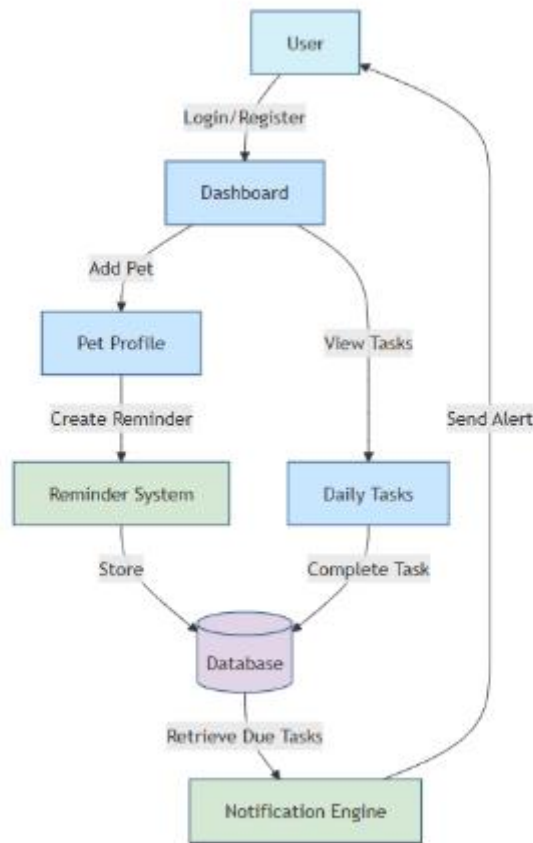 User
Login/Register
Dashboard
Add Pet
Pet Profile
View Tasks
Create Reminder
Send Alert
Reminder System
Daily Tasks
Store
Complete Task
Database
Retrieve Due Tasks
Notification Engine